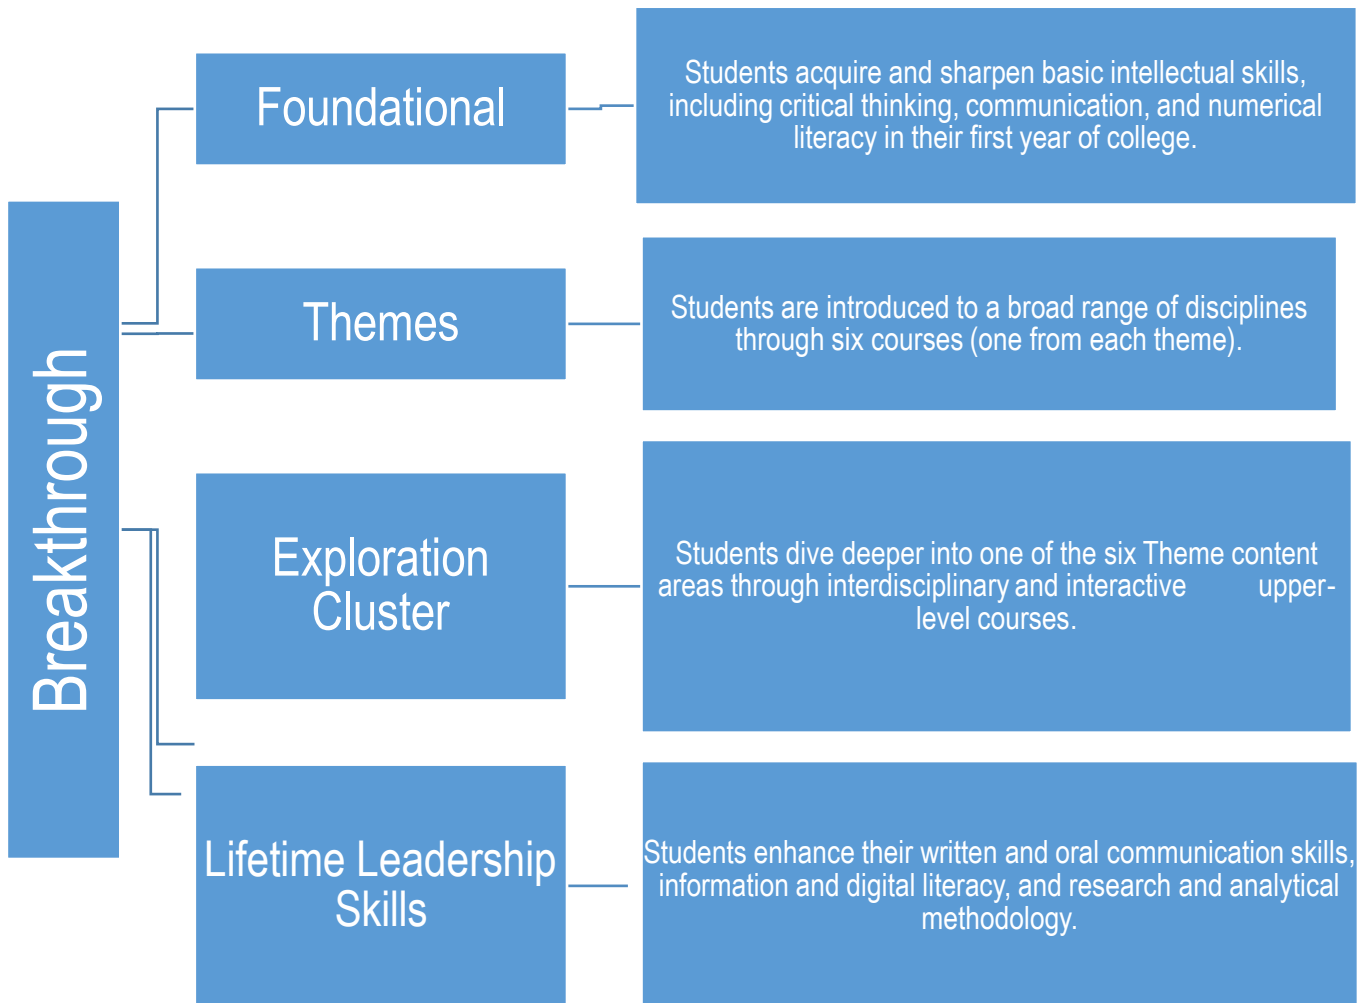 Breakthrough
Foundational
Students acquire and sharpen basic intellectual skills,
including critical thinking, communication, and numerical
literacy in their first year of college.
Themes
Students are introduced to a broad range of disciplines
through six courses (one from each theme).
Exploration
Cluster
Students dive deeper into one of the six Theme content
areas through interdisciplinary and interactive upper-
level courses.
Lifetime Leadership
Skills
Students enhance their written and oral communication skills,
information and digital literacy, and research and analytical
methodology.